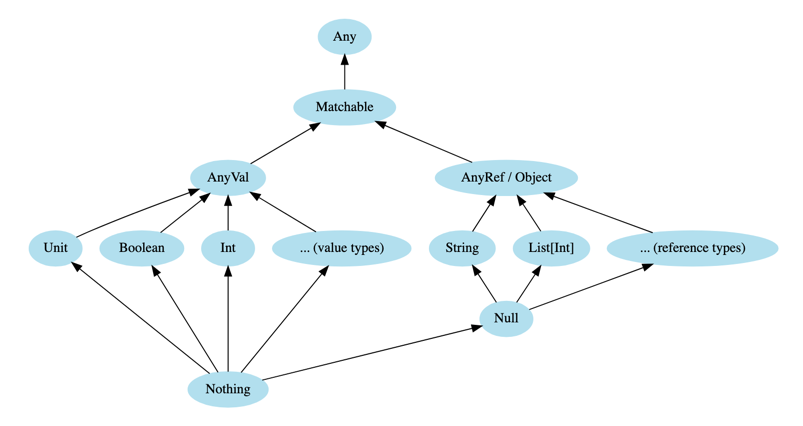 Any
Matchable
AnyVal
AnyRef / Object
Unit
Boolean
Int
... (value types)
String
List[Int]
... (reference types)
Null
Nothing